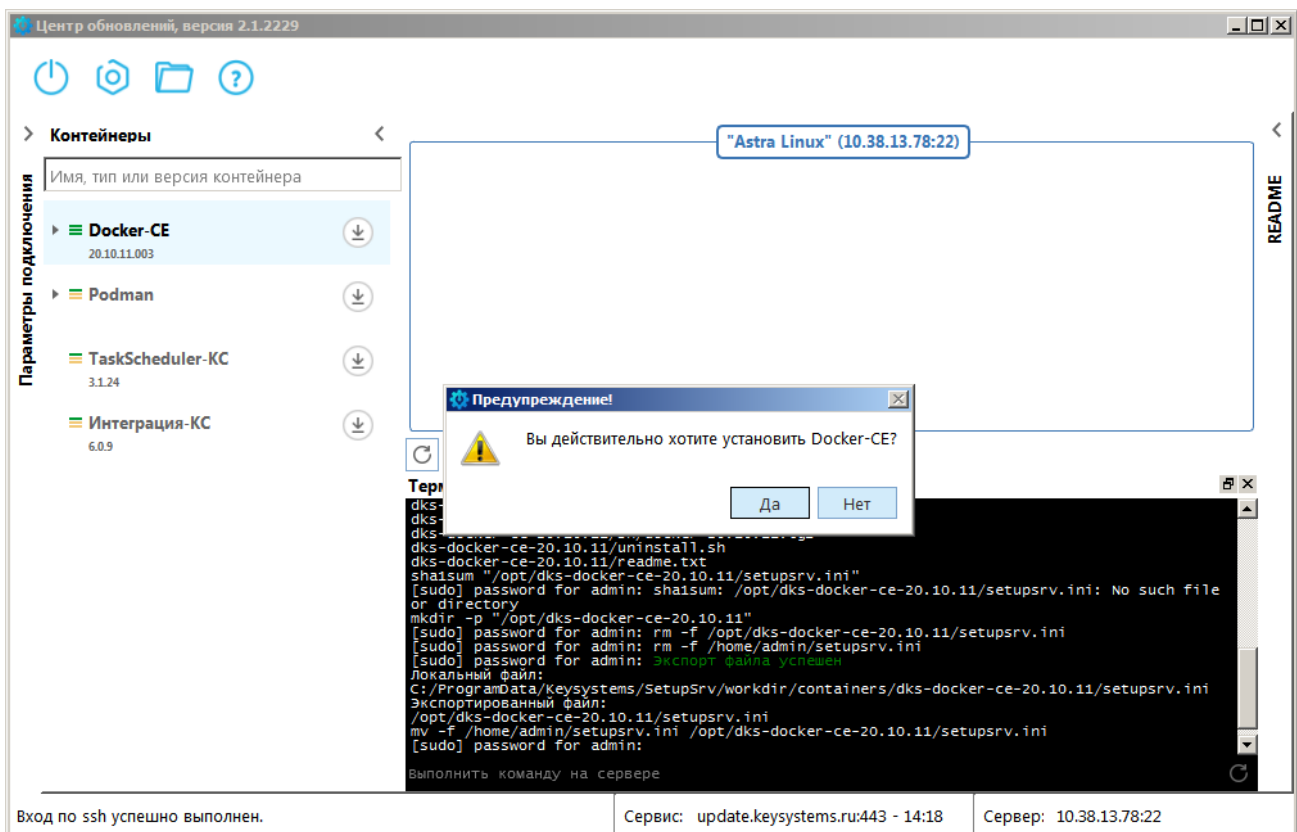 Центр обновлений, версия 2.1.2229
Контейнеры
Имя, тип или версия контейнера
Параметры подключения
Docker-CE
20.10.11.003
Podman
TaskScheduler-КС
3.1.24
Интеграция-КС
6.0.9
"Astra Linux" (10.38.13.78:22)
README
Предупреждение!
Вы действительно хотите установить Docker-CE?
Да
Нет
dks-docker-ce-20.10.11/uninstall.sh
dks-docker-ce-20.10.11/readme.txt
sha1sum "/opt/dks-docker-ce-20.10.11/setupsrv.ini"
[sudo] password for admin: sha1sum: /opt/dks-docker-ce-20.10.11/setupsrv.ini: No such file
or directory
mkdir -p "/opt/dks-docker-ce-20.10.11"
[sudo] password for admin: rm -f /opt/dks-docker-ce-20.10.11/setupsrv.ini
[sudo] password for admin: rm -f /home/admin/setupsrv.ini
[sudo] password for admin: Экспорт файла успешен
Локальный файл:
C:/ProgramData/Keysystems/SetupSrv/workdir/containers/dks-docker-ce-20.10.11/setupsrv.ini
Экспортированный файл:
/opt/dks-docker-ce-20.10.11/setupsrv.ini
mv -f /home/admin/setupsrv.ini /opt/dks-docker-ce-20.10.11/setupsrv.ini
[sudo] password for admin:
Выполнить команду на сервере
Вход по ssh успешно выполнен.
Сервис: update.keysystems.ru:443 - 14:18
Сервер: 10.38.13.78:22